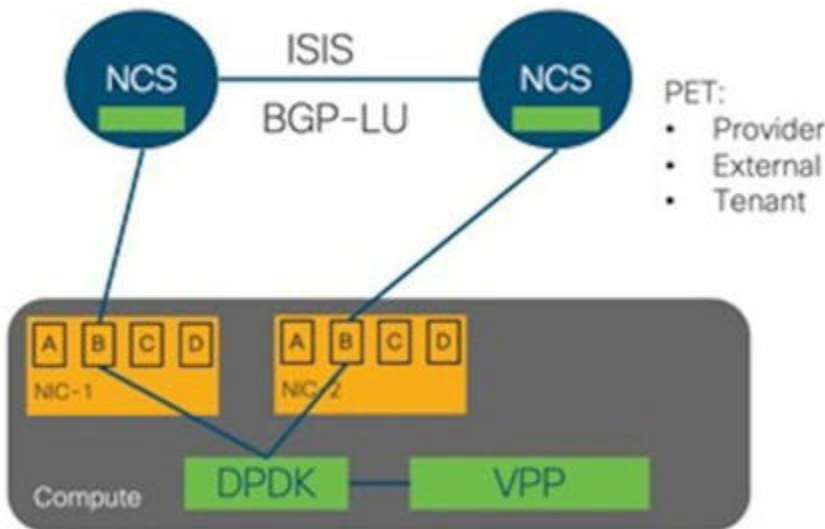 NCS
ISIS
NCS
BGP-LU
PET:
• Provider
• External
• Tenant
A B C D
NIC-1
A B C D
NIC-2
DPDK
VPP
Compute